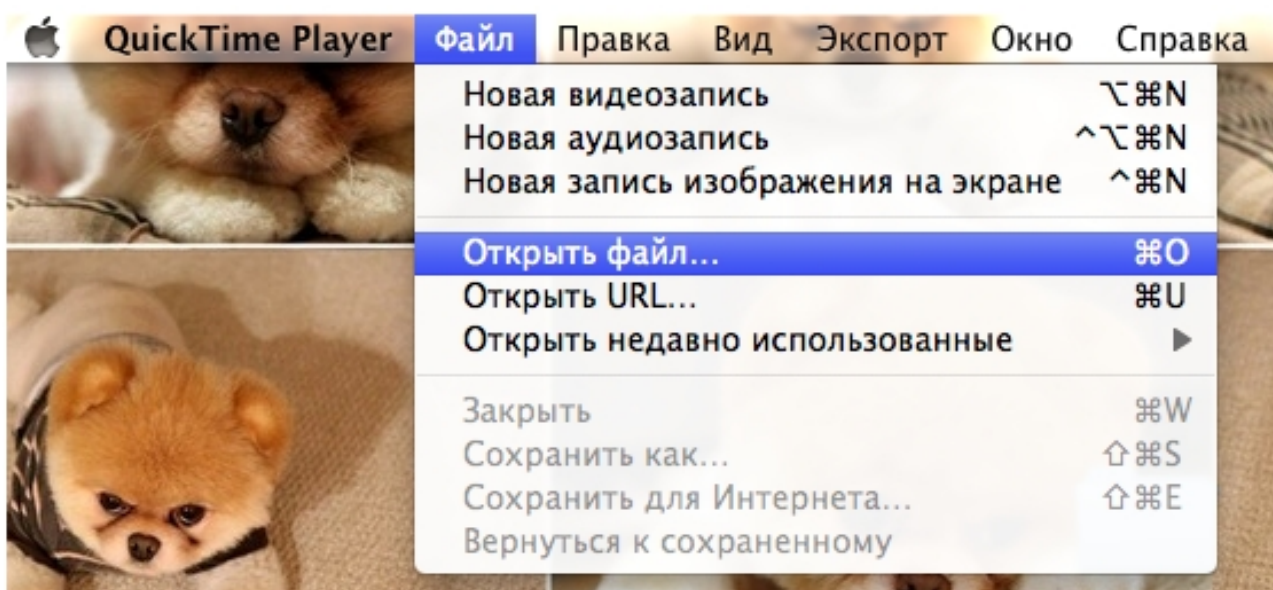 QuickTime Player Файл Правка Вид Экспорт Окно Справка
Новая видеозапись ⌥⌘N
Новая аудиозапись ^⌥⌘N
Новая запись изображения на экране ^⌘N
Открыть файл... ⌘O
Открыть URL... ⌘U
Открыть недавно использованные ▶
Закрыть ⌘W
Сохранить как... ⇧⌘S
Сохранить для Интернета... ⇧⌘E
Вернуться к сохраненному